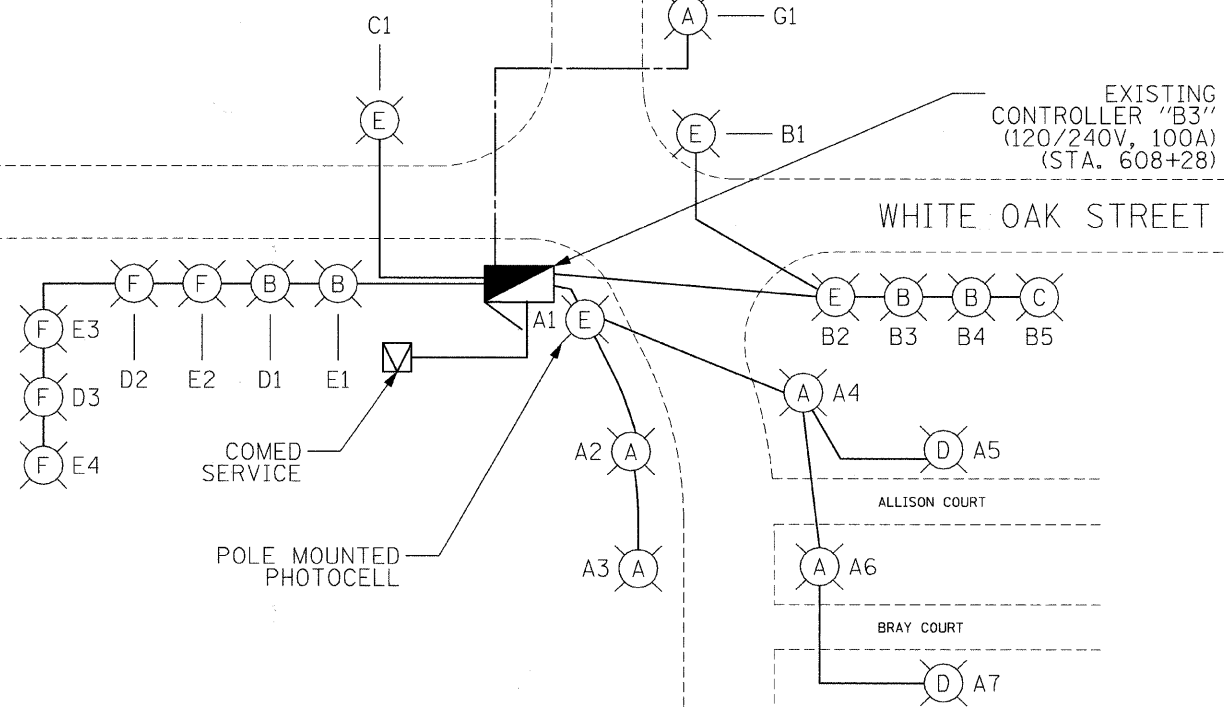 A
G1
C1
E
EXISTING
CONTROLLER "B3"
(120/240V, 100A)
(STA. 608+28)
E
B1
WHITE OAK STREET
F
F
B
B
E
B
B
C
F
E3
A1
E
B2
B3
B4
B5
D2
E2
D1
E1
F
D3
A
A4
COMED
SERVICE
A2
A
D
A5
F
E4
ALLISON COURT
POLE MOUNTED
PHOTOCELL
A3
A
A
A6
BRAY COURT
D
A7